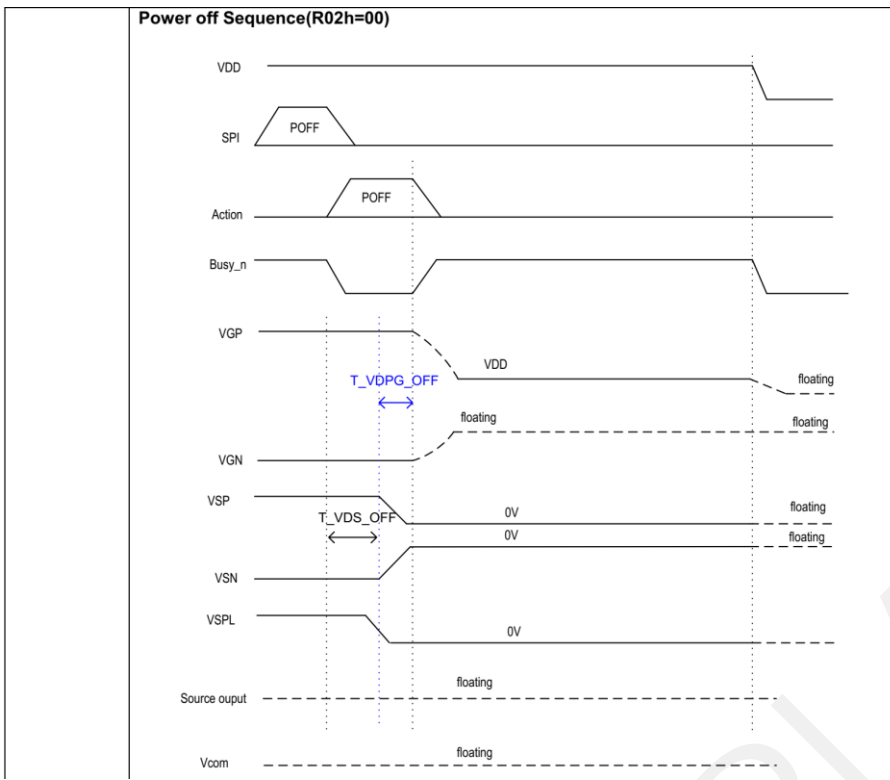 Power off Sequence(R02h=00)
VDD
SPI
POFF
Action
POFF
Busy_n
VGP
VDD
floating
T_VDPG_OFF
VGN
floating
floating
VSP
0V
floating
T_VDS_OFF
0V
floating
VSN
VSPL
0V
Source ouput
floating
Vcom
floating